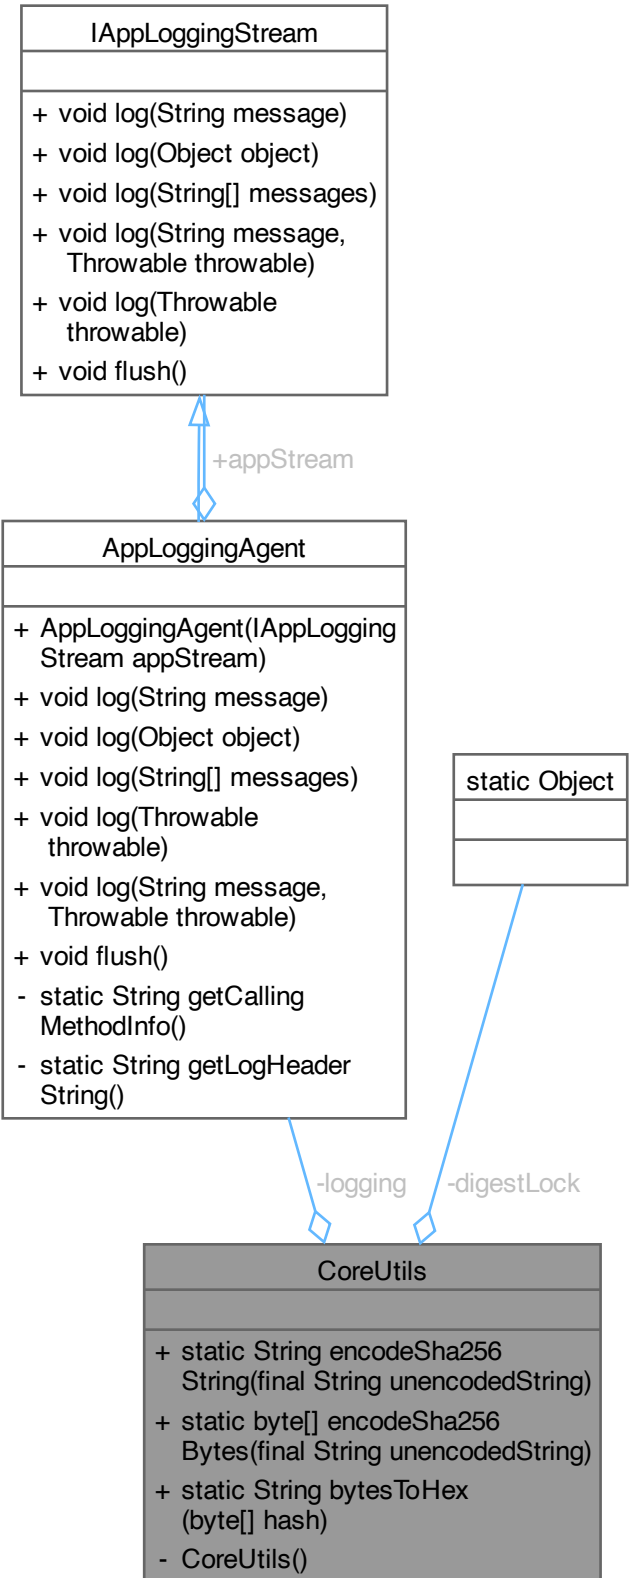 IAppLoggingStream
+ void log(String message)
+ void log(Object object)
+ void log(String[] messages)
+ void log(String message,
Throwable throwable)
+ void log(Throwable
throwable)
+ void flush()
+appStream
AppLoggingAgent
+ AppLoggingAgent(IAppLogging
Stream appStream)
+ void log(String message)
+ void log(Object object)
+ void log(String[] messages)
+ void log(Throwable
throwable)
+ void log(String message,
Throwable throwable)
+ void flush()
- static String getCalling
MethodInfo()
- static String getLogHeader
String()
static Object
-logging
-digestLock
CoreUtils
+ static String encodeSha256
String(final String unencodedString)
+ static byte[] encodeSha256
Bytes(final String unencodedString)
+ static String bytesToHex
(byte[] hash)
- CoreUtils()